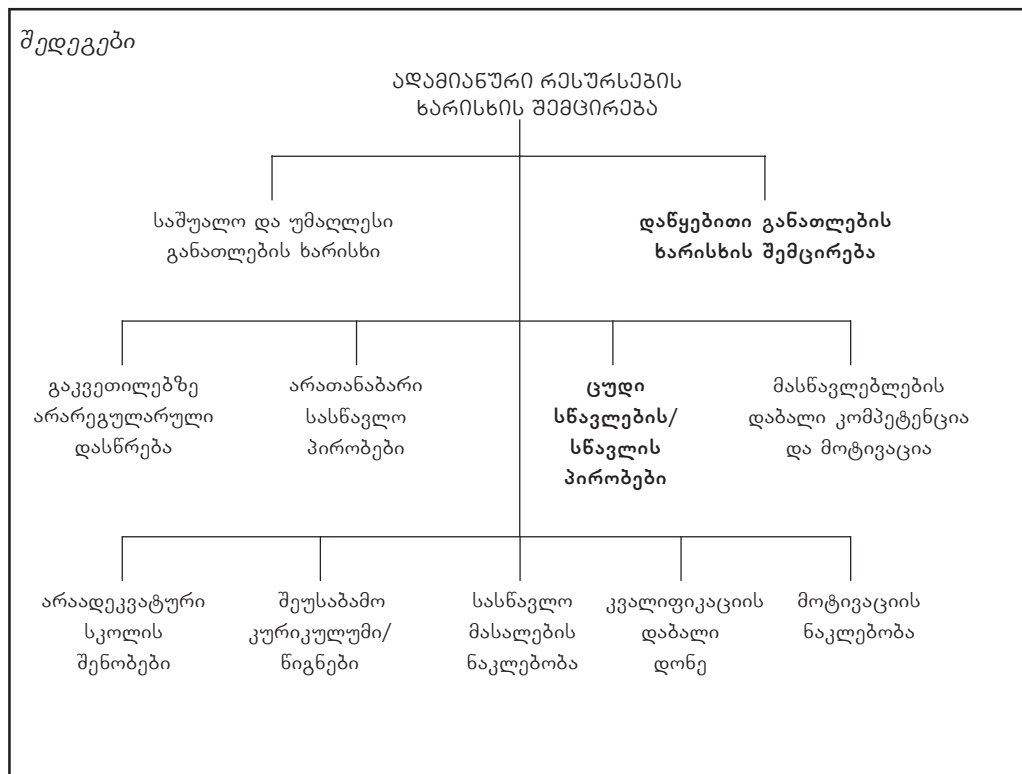 შედეგები
ᲐᲓᲐᲛᲘᲐᲜᲣᲠᲘ ᲠᲔᲡᲣᲠᲡᲔᲑᲘᲡ
ᲮᲐᲠᲘᲡᲮᲘᲡ ᲨᲔᲛᲪᲘᲠᲔᲑᲐ
საშუალო და უმაღლესი
განათლების ხარისხი
დაწყებითი განათლების
ხარისხის შემცირება
გაკვეთილებზე
არარეგულარული
დასწრება
არათანაბარი
სასწავლო
პირობები
ცუდი
სწავლების/
სწავლის
პირობები
მასწავლებლების
დაბალი კომპეტენცია
და მოტივაცია
არაადეკვატური
სკოლის
შენობები
შეუსაბამო
კურიკულუმი/
წიგნები
სასწავლო
მასალების
ნაკლებობა
კვალიფიკაციის
დაბალი
დონე
მოტივაციის
ნაკლებობა